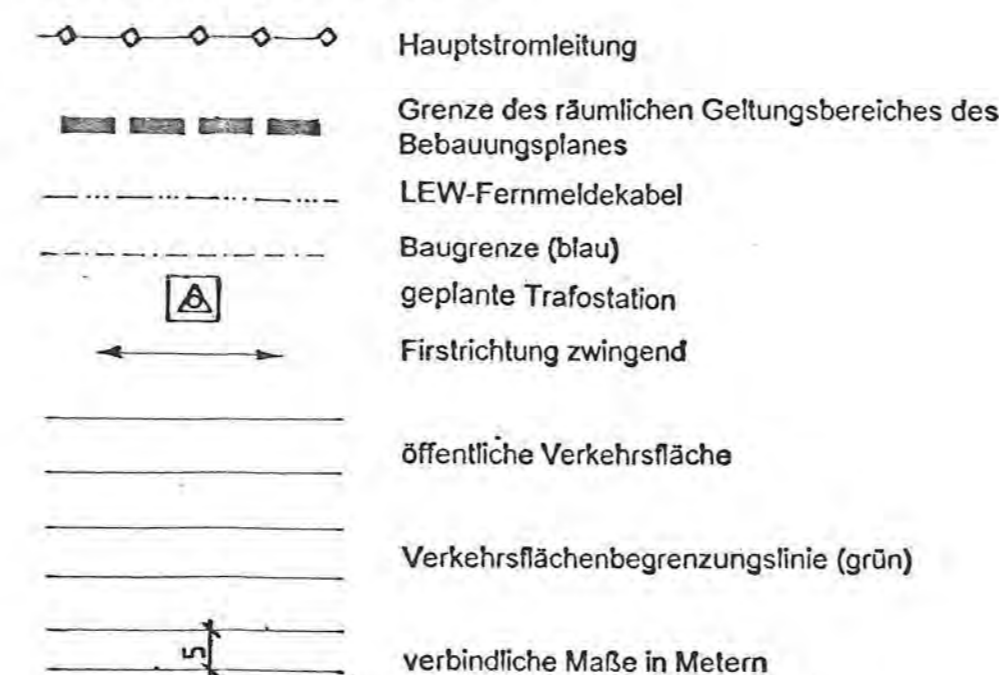 Hauptstromleitung
Grenze des räumlichen Geltungsbereiches des
Bebauungsplanes
LEW-Fernmeldekabel
Baugrenze (blau)
geplante Trafostation
Firstrichtung zwingend
öffentliche Verkehrsfläche
Verkehrsflächenbegrenzungslinie (grün)
5
verbindliche Maße in Metern